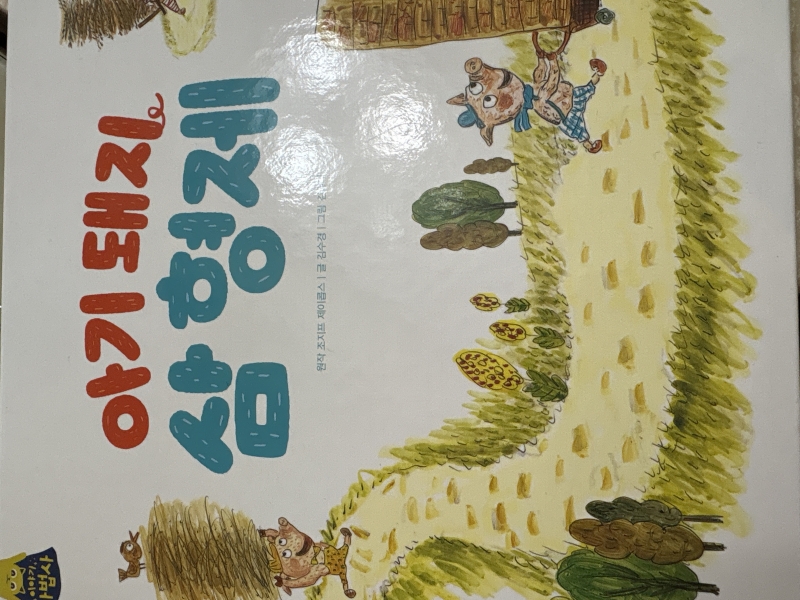 아기 돼지
삼 형제
원작 조지프 제이콥스 | 글 김수경 | 그림